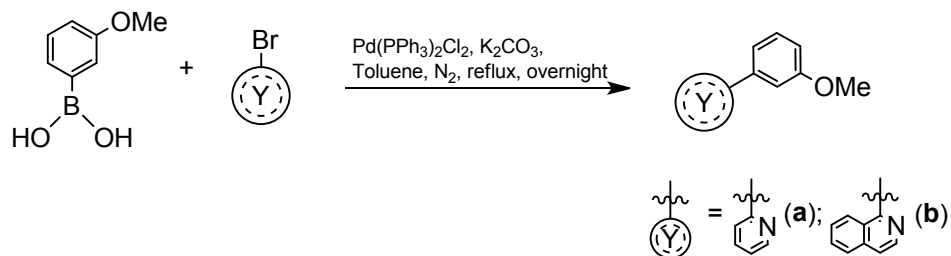 OMe
B
HO OH
+
Br
Y
Pd(PPh3)2Cl2, K2CO3,
Toluene, N2, reflux, overnight
Y
OMe
Y = N (a); N (b)